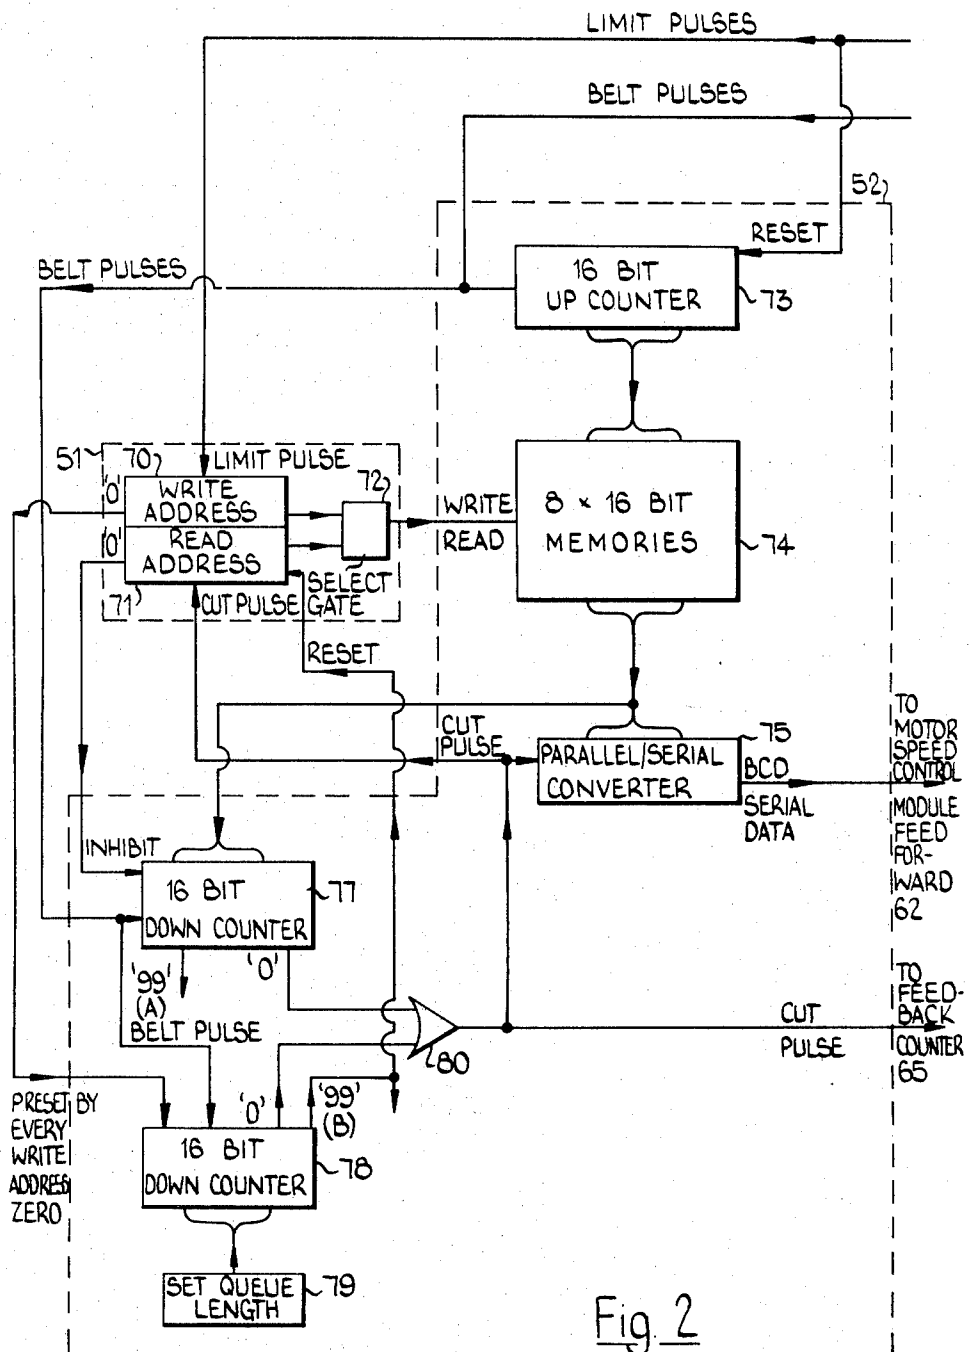 LIMIT PULSES
BELT PULSES
52
RESET
BELT PULSES
16 BIT
UP COUNTER
73
51
70
LIMIT PULSE
72
'0'
WRITE
ADDRESS
'0'
READ
ADDRESS
WRITE
READ
8 × 16 BIT
MEMORIES
74
SELECT
GATE
71
CUT PULSE
RESET
CUT
PULSE
75
PARALLEL/SERIAL
CONVERTER
BCD
SERIAL
DATA
TO
MOTOR
SPEED
CONTROL
MODULE
FEED
FOR-
WARD
62
INHIBIT
16 BIT
DOWN COUNTER
77
'99'
(A)
'0'
BELT PULSE
80
CUT
PULSE
TO
FEED-
BACK
COUNTER
65
PRESET BY
EVERY
WRITE
ADDRESS
ZERO
'0'
'99'
(B)
16 BIT
DOWN COUNTER
78
SET QUEUE
LENGTH
79
Fig. 2